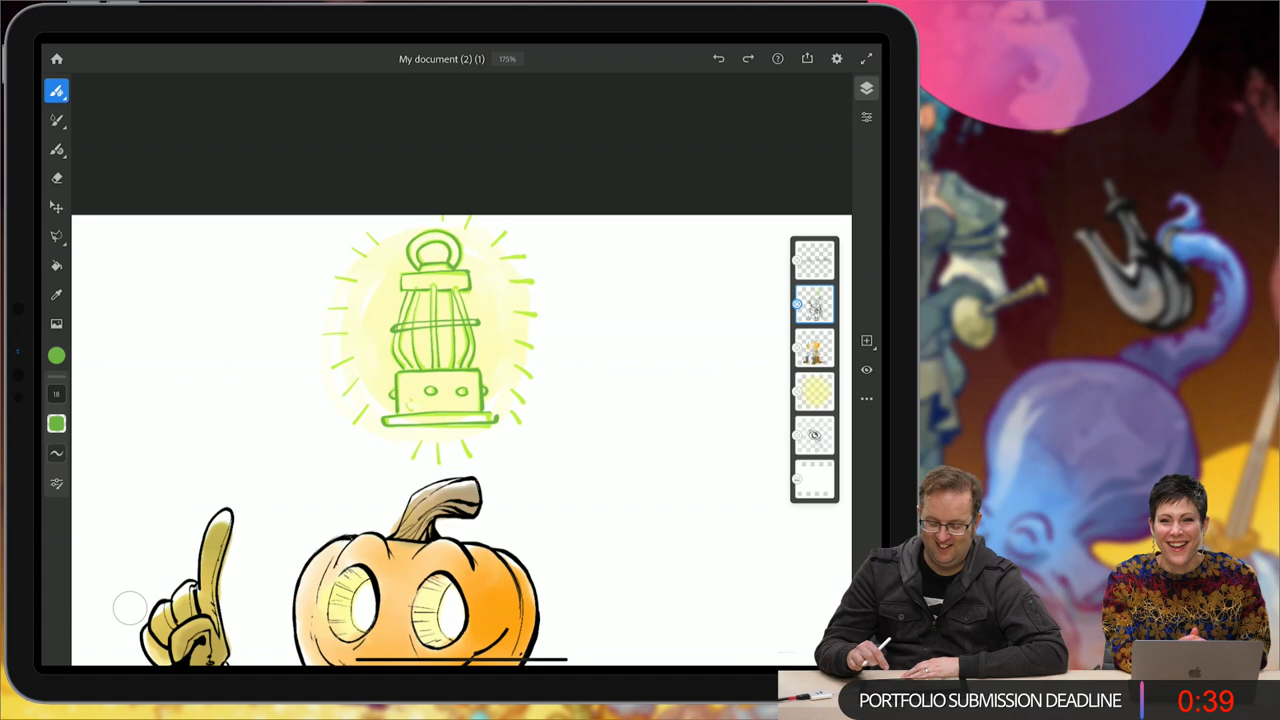 My document (2) (1) 175%
18
PORTFOLIO SUBMISSION DEADLINE 0:39